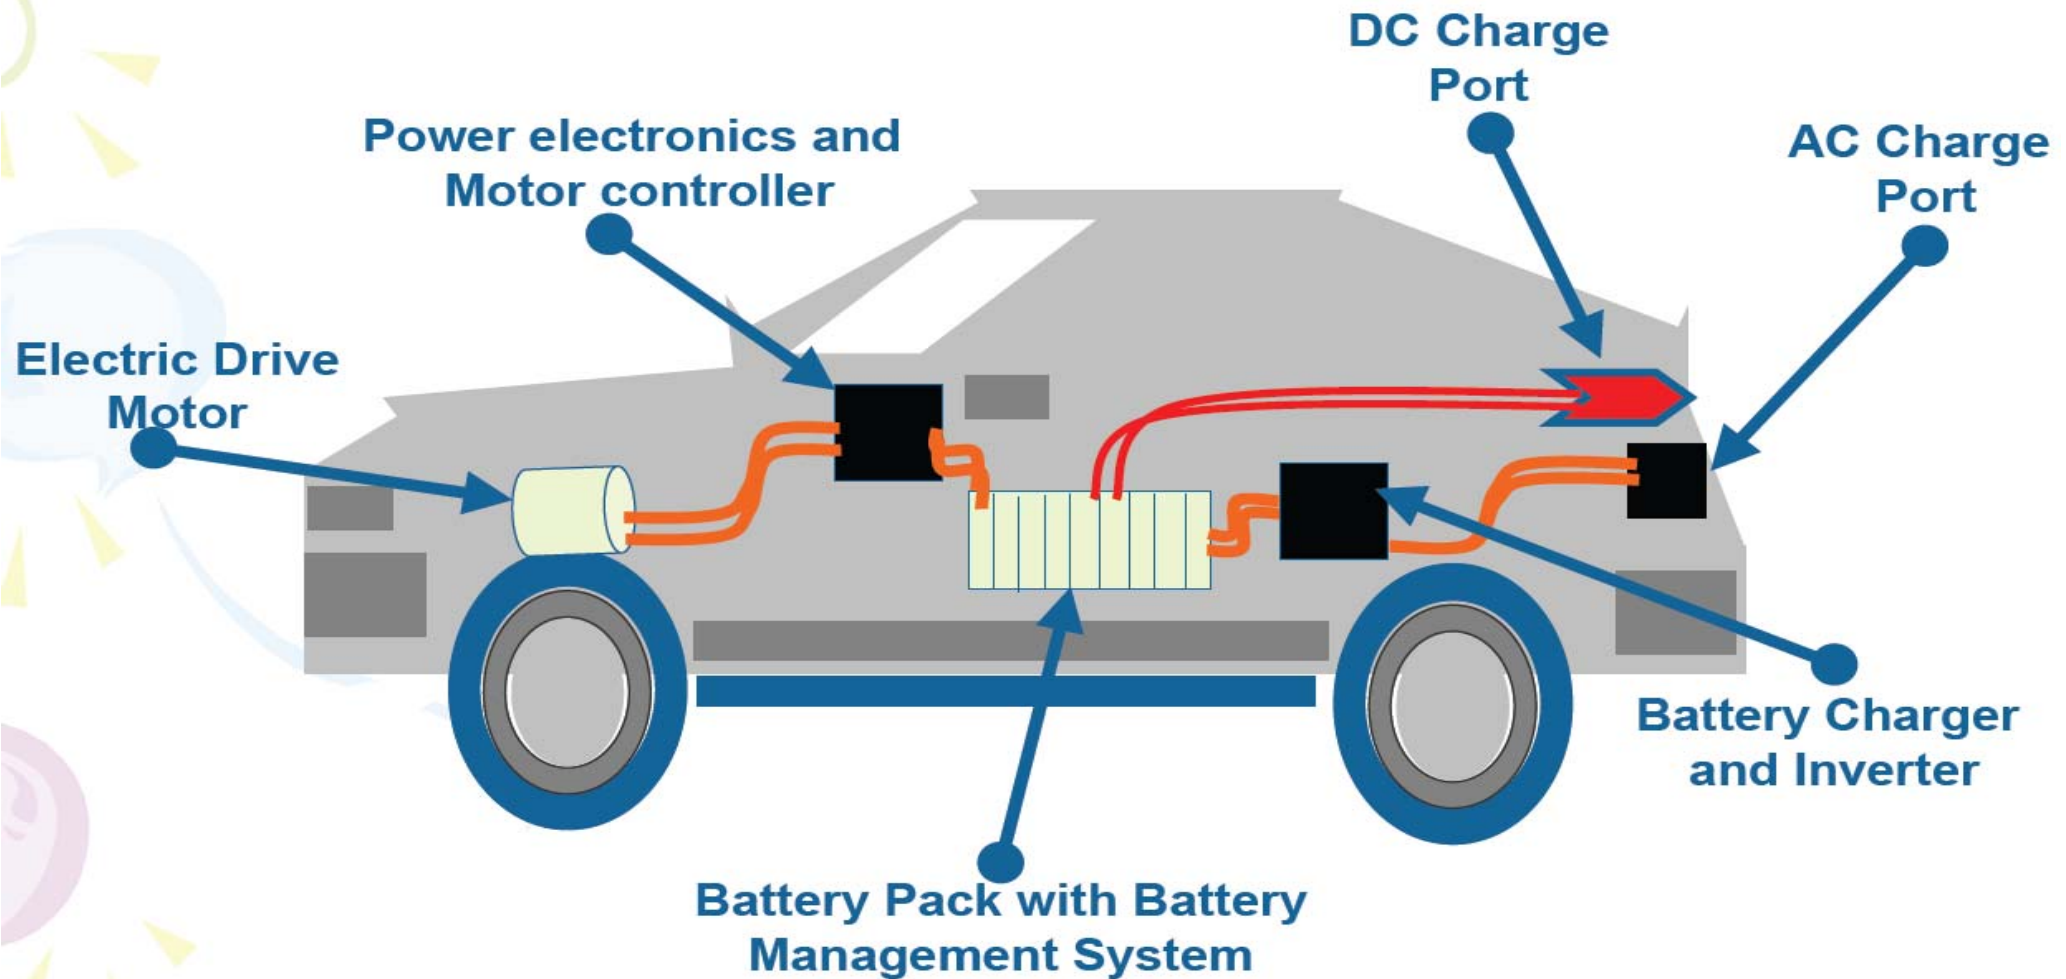 DC Charge
Port
AC Charge
Port
Power electronics and
Motor controller
Electric Drive
Motor
Battery Charger
and Inverter
Battery Pack with Battery
Management System